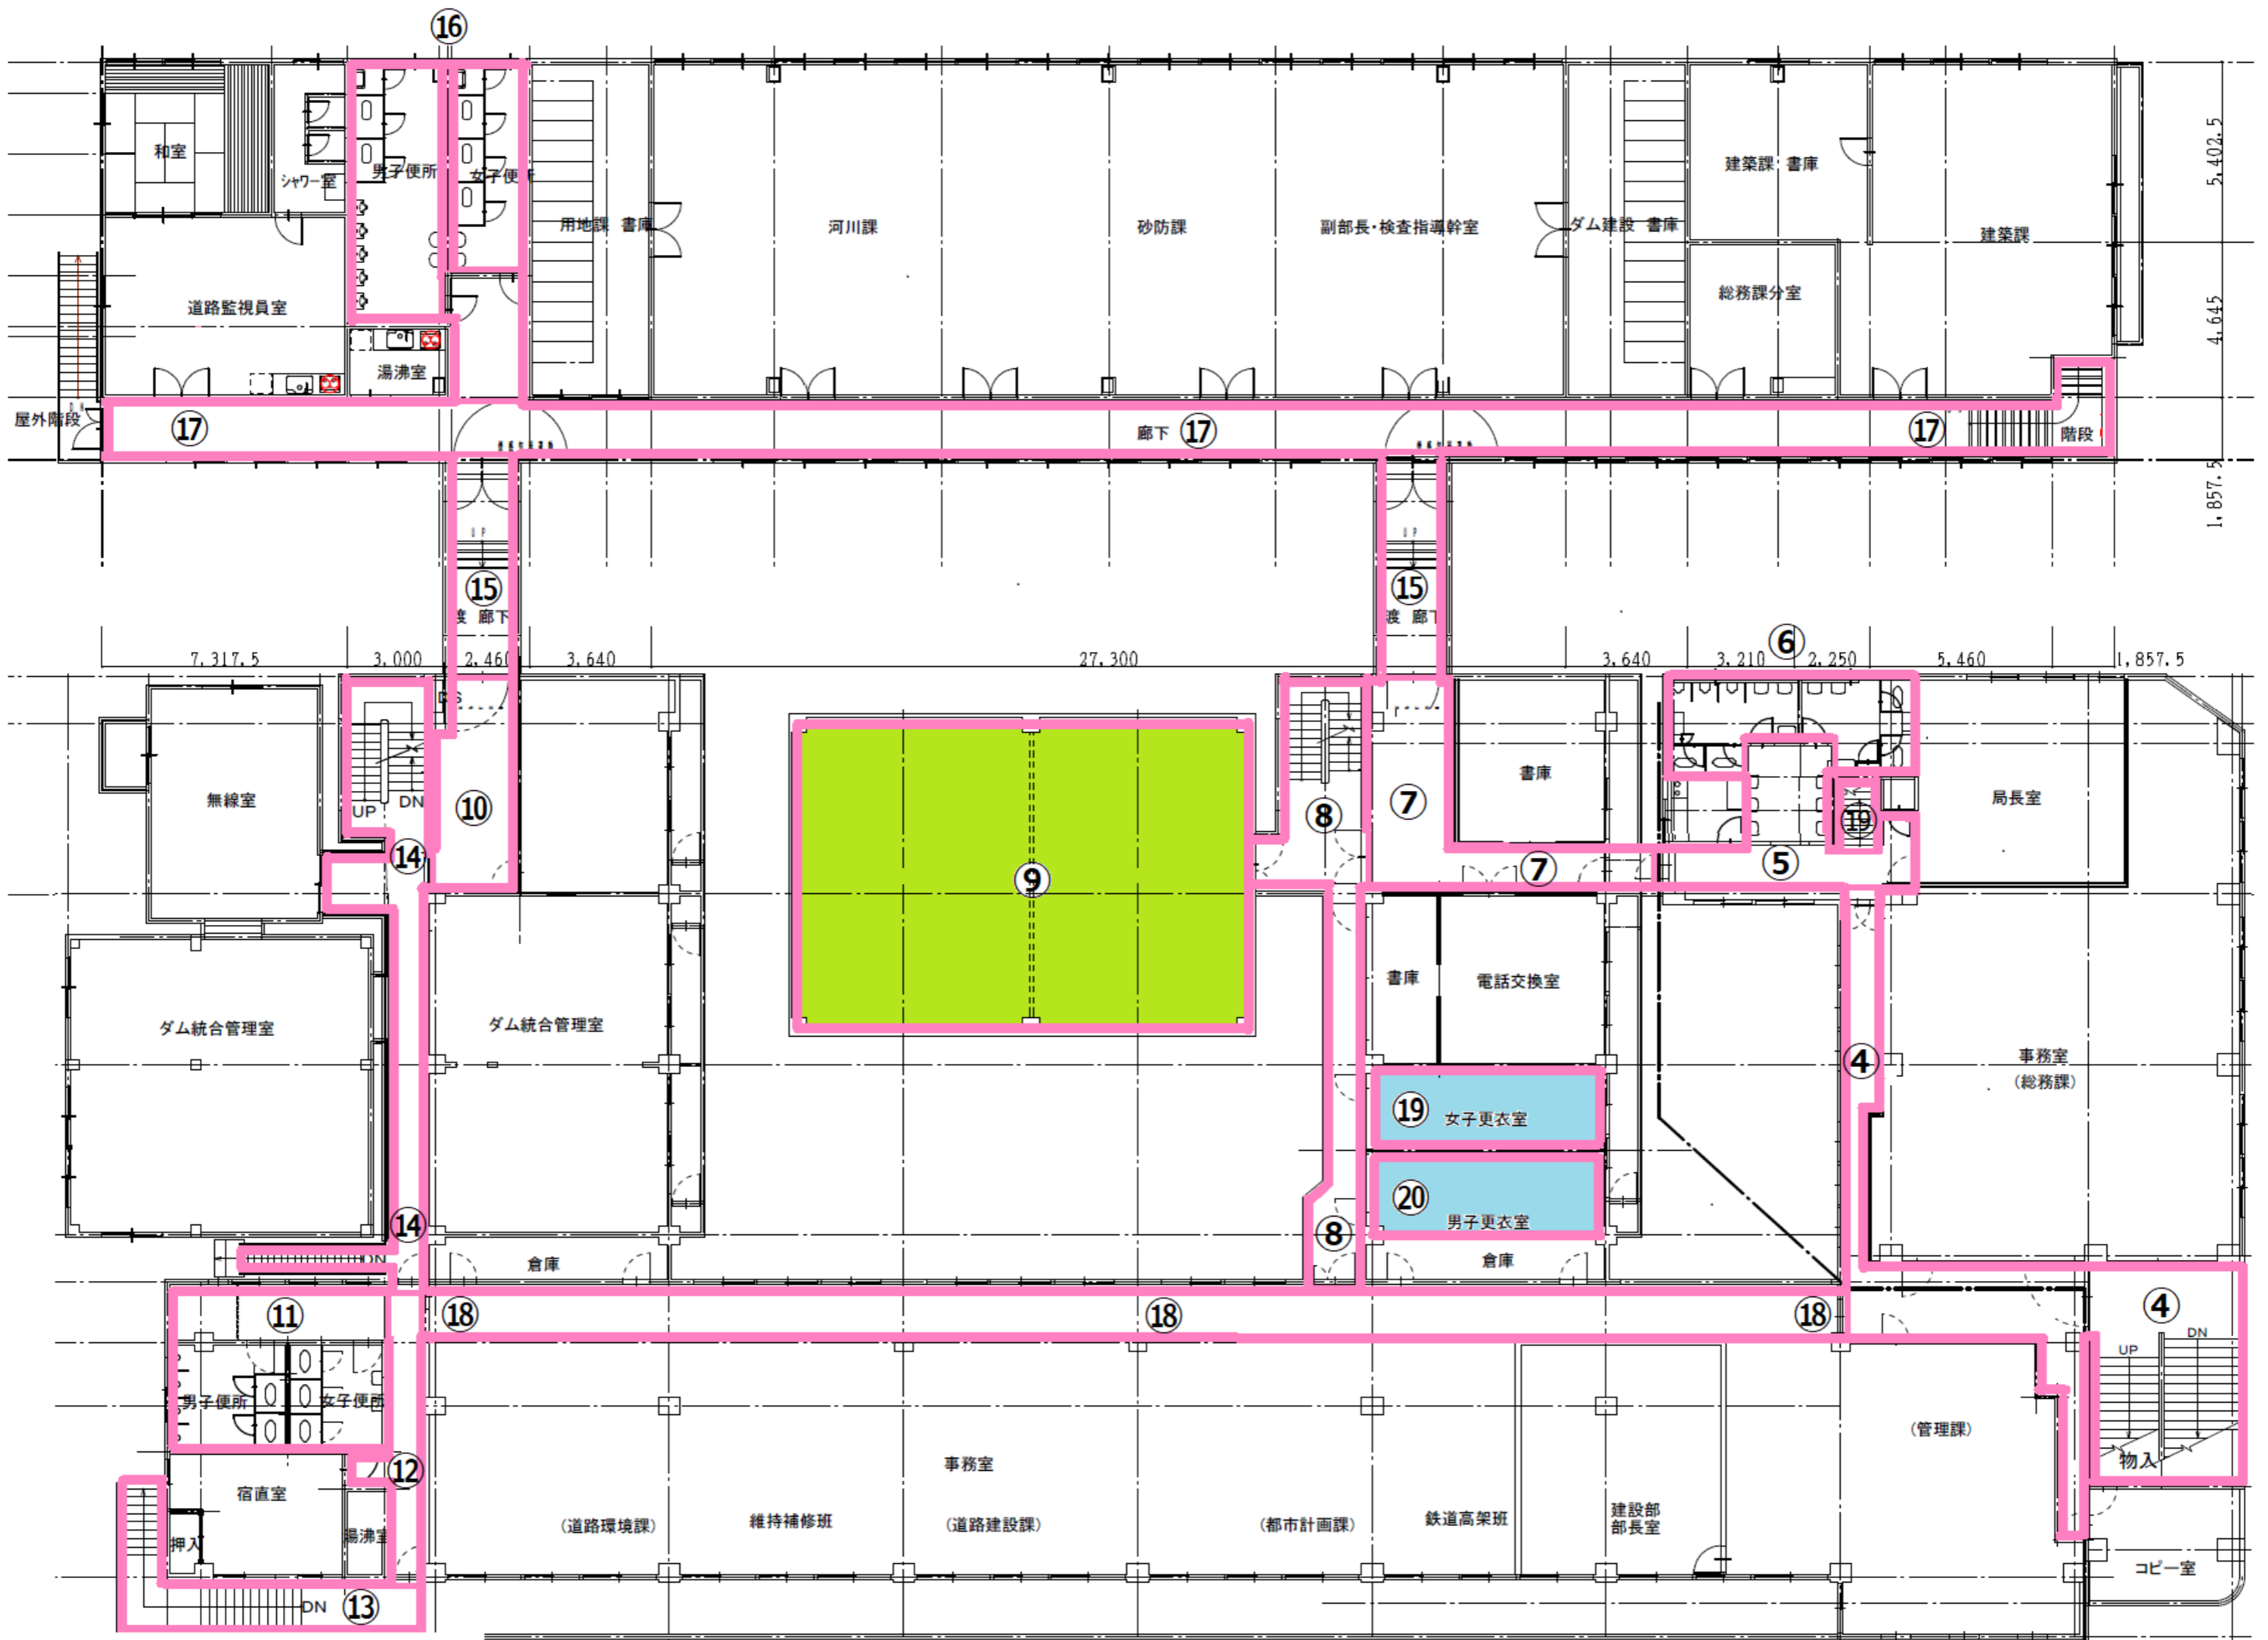 ⑯
和室
シャワー室
男子便所
女子便所
用地課 書庫
河川課
砂防課
副部長・検査指導幹室
ダム建設 書庫
建築課 書庫
建築課
総務課分室
道路監視員室
湯沸室
屋外階段
⑰
廊下 ⑰
⑰
階段
5,402.5
4,645
1,857.5
UP
UP
⑮
渡 廊下
⑮
渡 廊下
7,317.5
3,000
2,460
3,640
27,300
3,640
3,210
2,250
5,460
1,857.5
⑥
DS
無線室
UP
DN
⑩
⑭
⑨
⑧
⑦
書庫
⑦
⑤
⑲
局長室
ダム統合管理室
ダム統合管理室
書庫
電話交換室
④
事務室
(総務課)
⑲
女子更衣室
⑳
男子更衣室
⑭
DN
倉庫
⑧
倉庫
⑪
⑱
⑱
⑱
④
UP
DN
男子便所
女子便所
物入
⑫
宿直室
押入
湯沸室
事務室
(道路環境課)
維持補修班
(道路建設課)
(都市計画課)
鉄道高架班
建設部
部長室
(管理課)
コピー室
DN
⑬